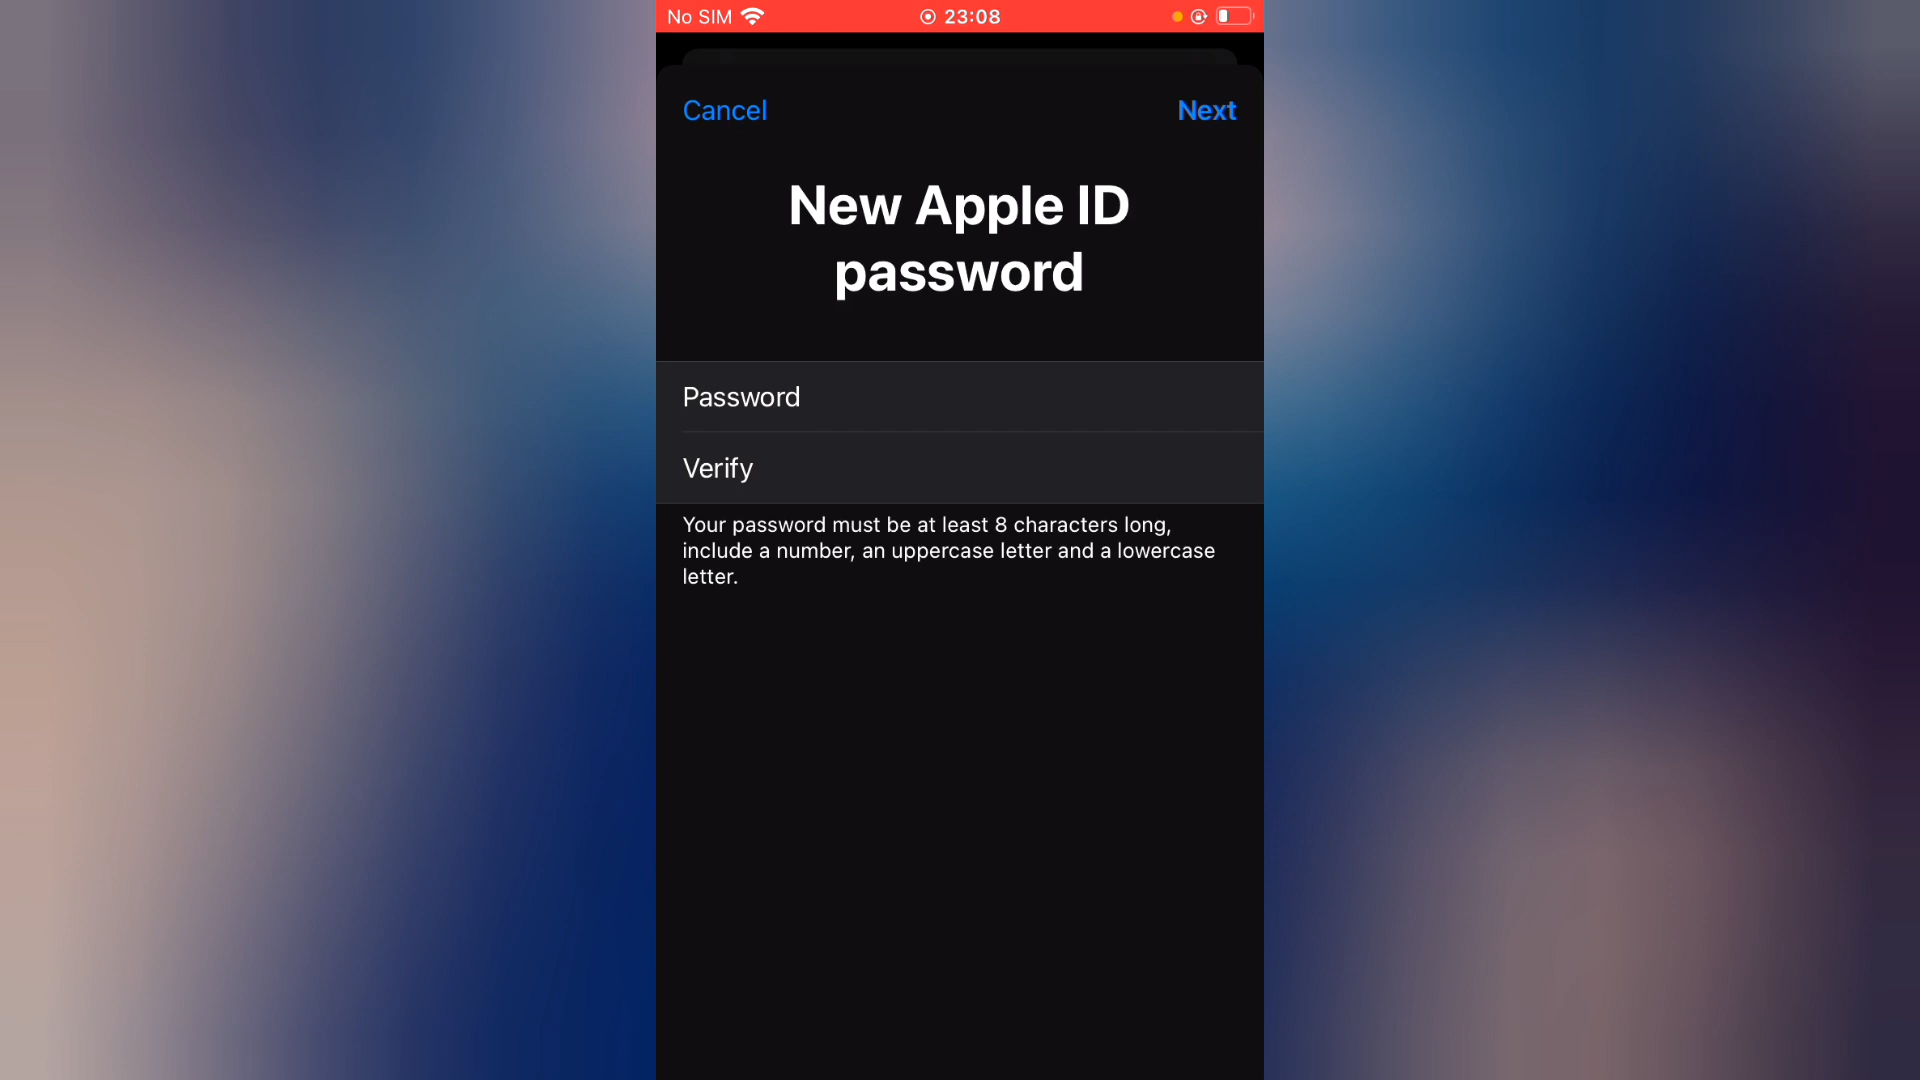 No SIM 23:08
Cancel Next
New Apple ID
password
Password
Verify
Your password must be at least 8 characters long,
include a number, an uppercase letter and a lowercase
letter.